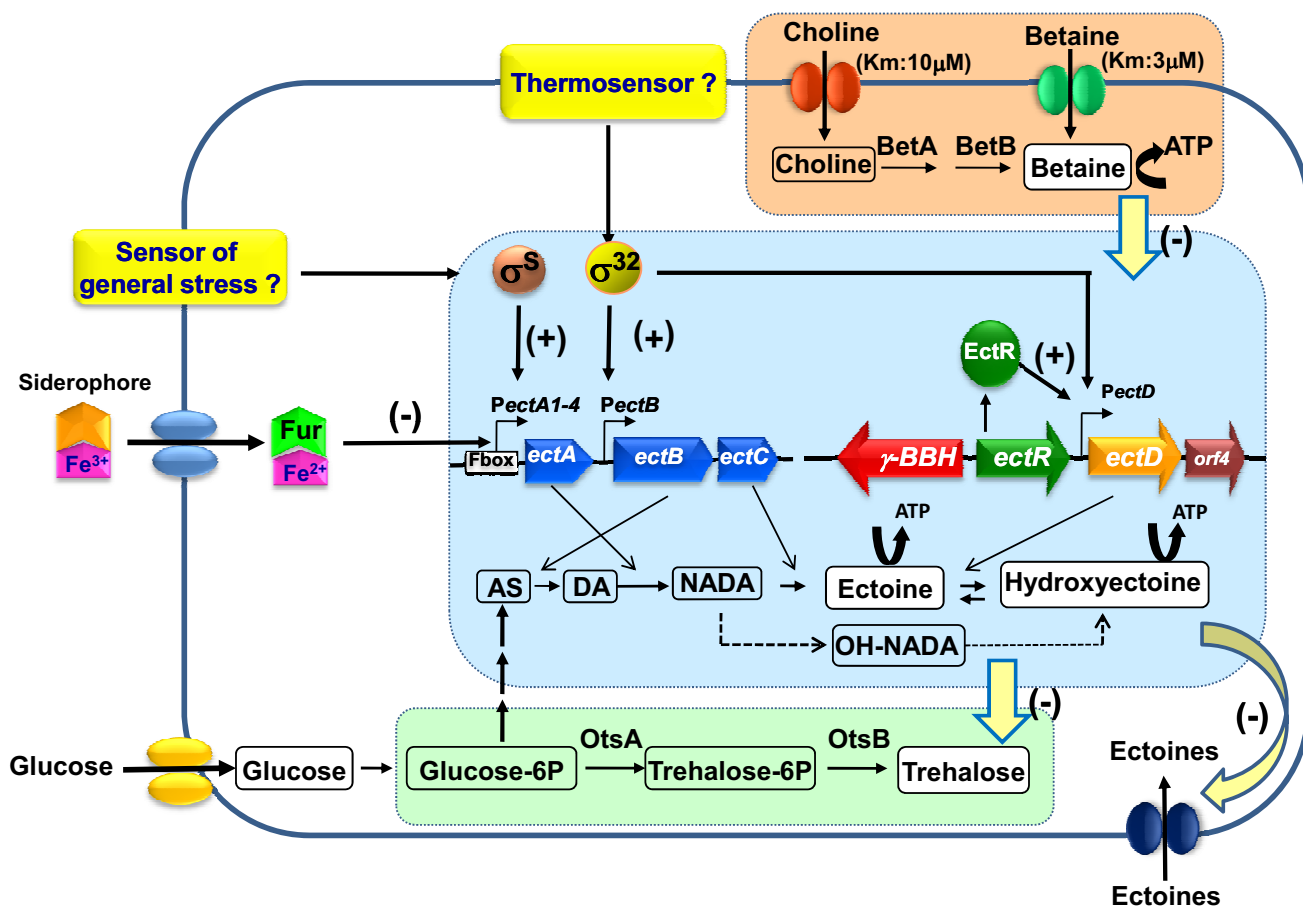 Choline
Betaine
(Km:10μM)
(Km:3μM)
Thermosensor ?
BetA
BetB
ATP
Choline
Betaine
(-)
Sensor of
general stress ?
σS
σ32
(+)
(+)
EctR
(+)
Siderophore
PectA1-4
PectB
PectD
(-)
Fur
Fe3+
Fe2+
Fbox
ectA
ectB
ectC
γ-BBH
ectR
ectD
orf4
ATP
ATP
AS
DA
NADA
Ectoine
Hydroxyectoine
OH-NADA
(-)
(-)
OtsA
OtsB
Glucose
Glucose
Glucose-6P
Trehalose-6P
Trehalose
Ectoines
Ectoines